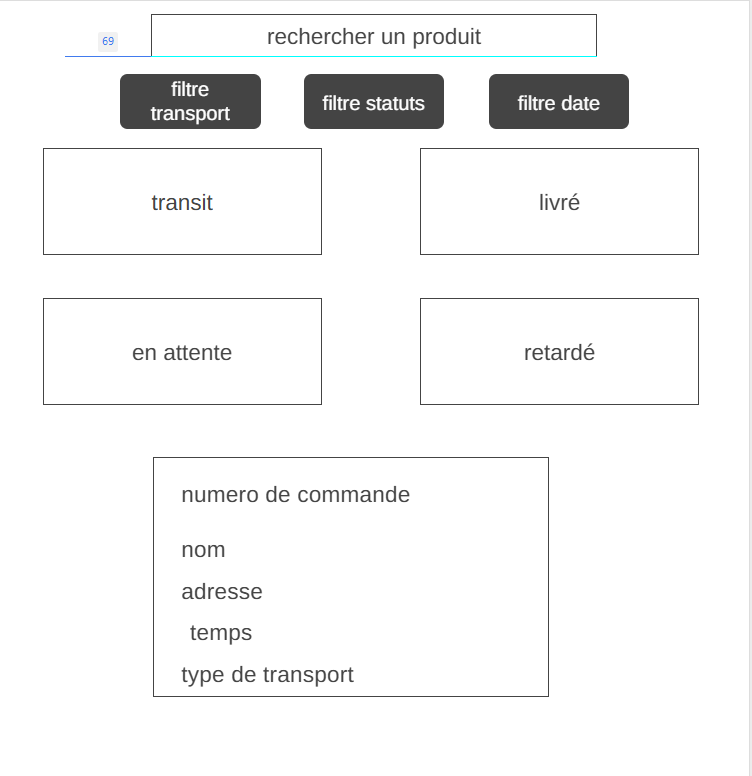 rechercher un produit
69
filtre
transport
filtre statuts
filtre date
transit
livré
en attente
retardé
numero de commande
nom
adresse
temps
type de transport